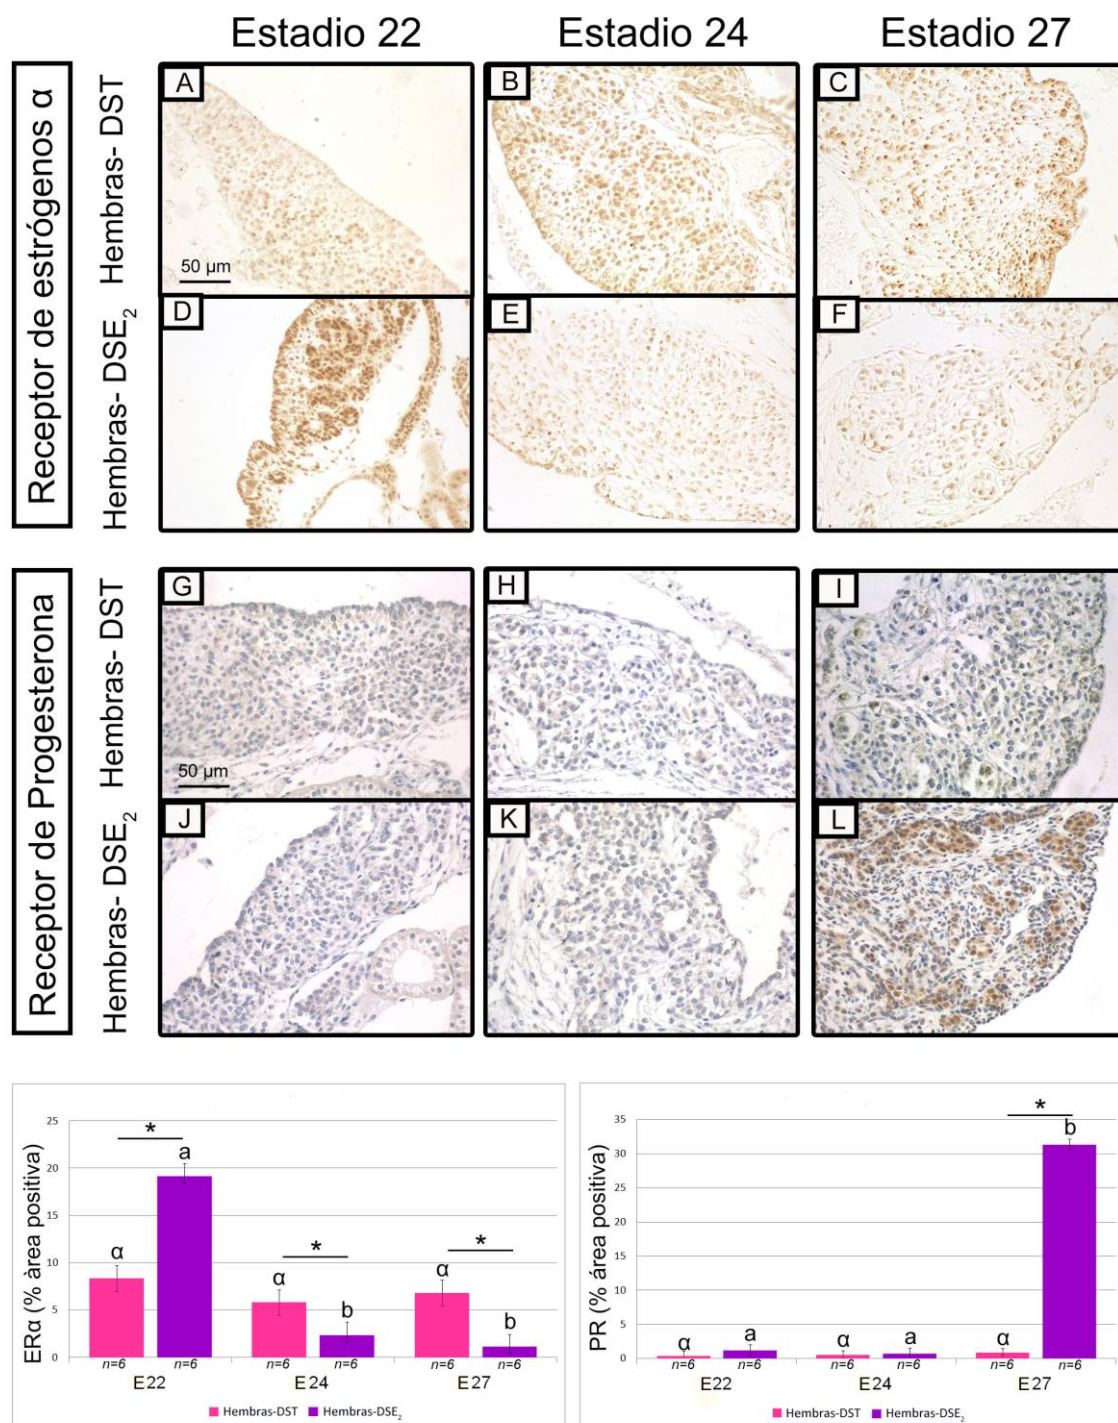 Estadio 22 Estadio 24 Estadio 27
Receptor de estrógenos α
Hembras- DST
A
50 µm
B
C
Hembras- DSE₂
D
E
F
Receptor de Progesterona
Hembras- DST
G
50 µm
H
I
Hembras- DSE₂
J
K
L
ERα (% àrea positiva)
25
20
15
10
5
0
* a
α
* α
b
* α
b
n=6 n=6 n=6 n=6 n=6 n=6
E22 E24 E27
Hembras-DST Hembras-DSE₂
PR (% área positiva)
35
30
25
20
15
10
5
0
* b
α a α a α
n=6 n=6 n=6 n=6 n=6 n=6
E22 E24 E27
Hembras-DST Hembras-DSE₂